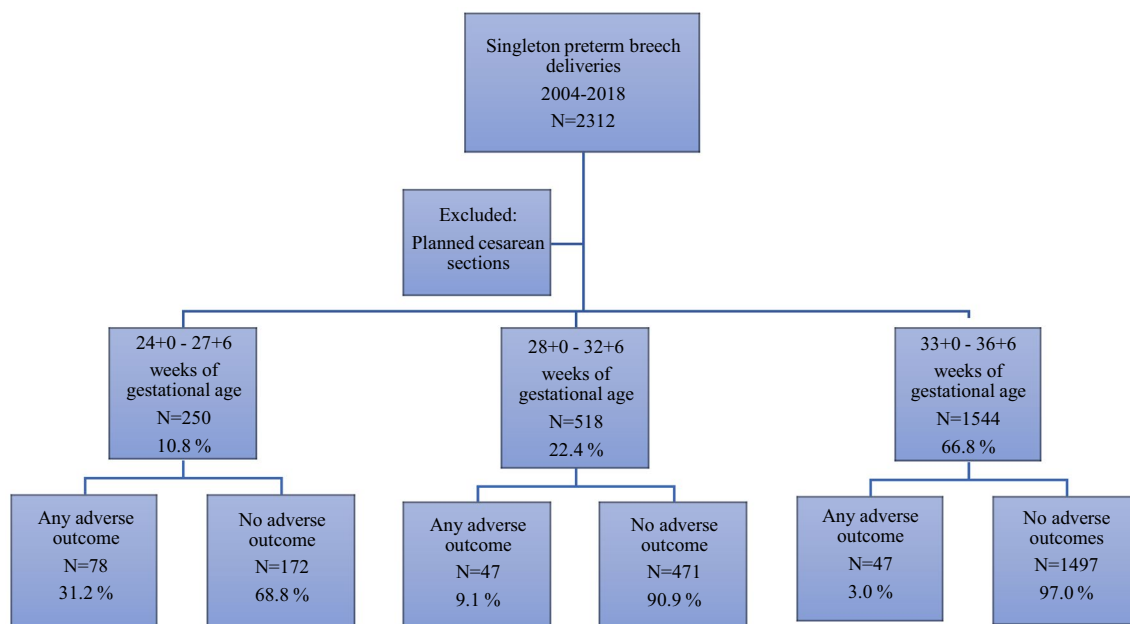 Singleton preterm breech
deliveries
2004-2018
N=2312
Excluded:
Planned cesarean
sections
24+0 - 27+6
weeks of
gestational age
N=250
10.8 %
28+0 - 32+6
weeks of
gestational age
N=518
22.4 %
33+0 - 36+6
weeks of
gestational age
N=1544
66.8 %
Any adverse
outcome
N=78
31.2 %
No adverse
outcome
N=172
68.8 %
Any adverse
outcome
N=47
9.1 %
No adverse
outcome
N=471
90.9 %
Any adverse
outcome
N=47
3.0 %
No adverse
outcomes
N=1497
97.0 %